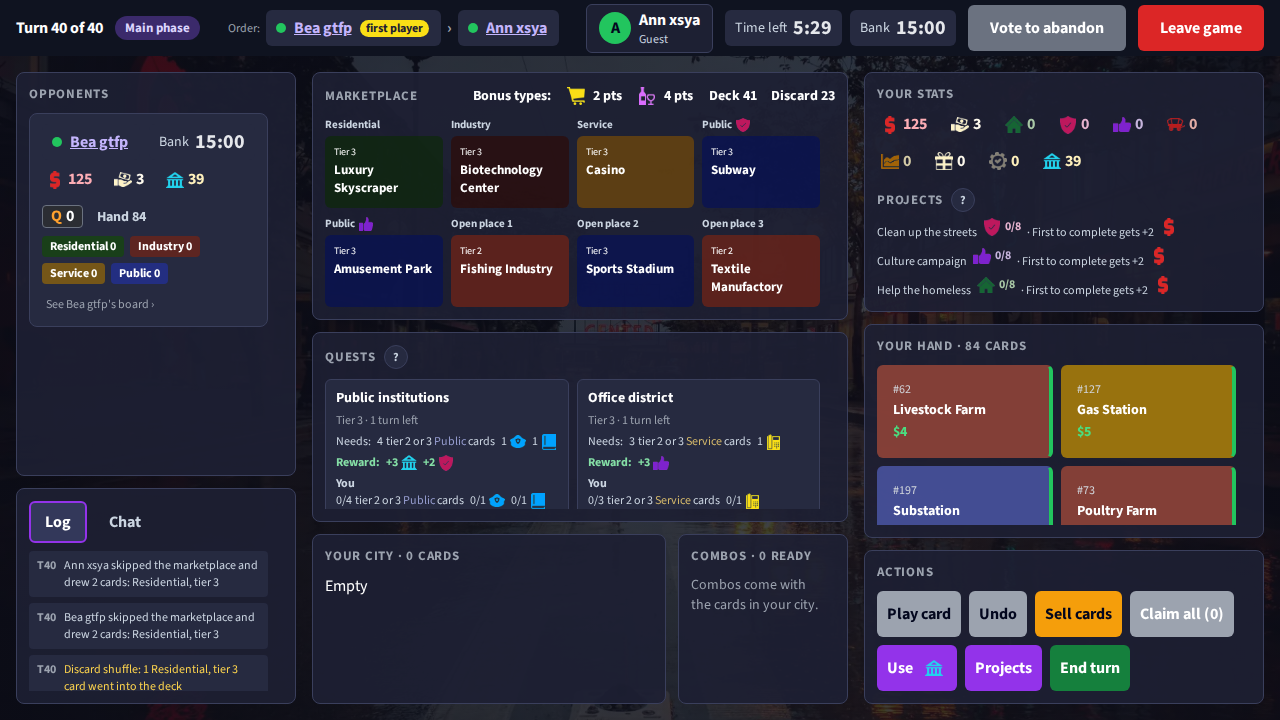 Turn 40 of 40 Main phase Order: Bea gtfp first player › Ann xsya A Ann xsya Guest Time left 5:29 Bank 15:00 Vote to abandon Leave game
OPPONENTS
Bea gtfp Bank 15:00
125 3 39
Q 0 Hand 84
Residential 0 Industry 0
Service 0 Public 0
See Bea gtfp's board ›
Log Chat
T40 Ann xsya skipped the marketplace and
drew 2 cards: Residential, tier 3
T40 Bea gtfp skipped the marketplace and
drew 2 cards: Residential, tier 3
T40 Discard shuffle: 1 Residential, tier 3
card went into the deck
MARKETPLACE Bonus types: 2 pts 4 pts Deck 41 Discard 23
Residential Industry Service Public
Tier 3 Tier 3 Tier 3 Tier 3
Luxury Biotechnology Casino Subway
Skyscraper Center
Public Open place 1 Open place 2 Open place 3
Tier 3 Tier 2 Tier 3 Tier 2
Amusement Park Fishing Industry Sports Stadium Textile
Manufactory
QUESTS ?
Public institutions Office district
Tier 3 · 1 turn left Tier 3 · 1 turn left
Needs: 4 tier 2 or 3 Public cards 1 1 Needs: 3 tier 2 or 3 Service cards 1
Reward: +3 +2 Reward: +3
You You
0/4 tier 2 or 3 Public cards 0/1 0/1 0/3 tier 2 or 3 Service cards 0/1
YOUR CITY · 0 CARDS
Empty
COMBOS · 0 READY
Combos come with
the cards in your city.
YOUR STATS
125 3 0 0 0 0
0 0 0 39
PROJECTS ?
Clean up the streets 0/8 · First to complete gets +2
Culture campaign 0/8 · First to complete gets +2
Help the homeless 0/8 · First to complete gets +2
YOUR HAND · 84 CARDS
#62 #127
Livestock Farm Gas Station
$4 $5
#197 #73
Substation Poultry Farm
ACTIONS
Play card Undo Sell cards Claim all (0)
Use Projects End turn